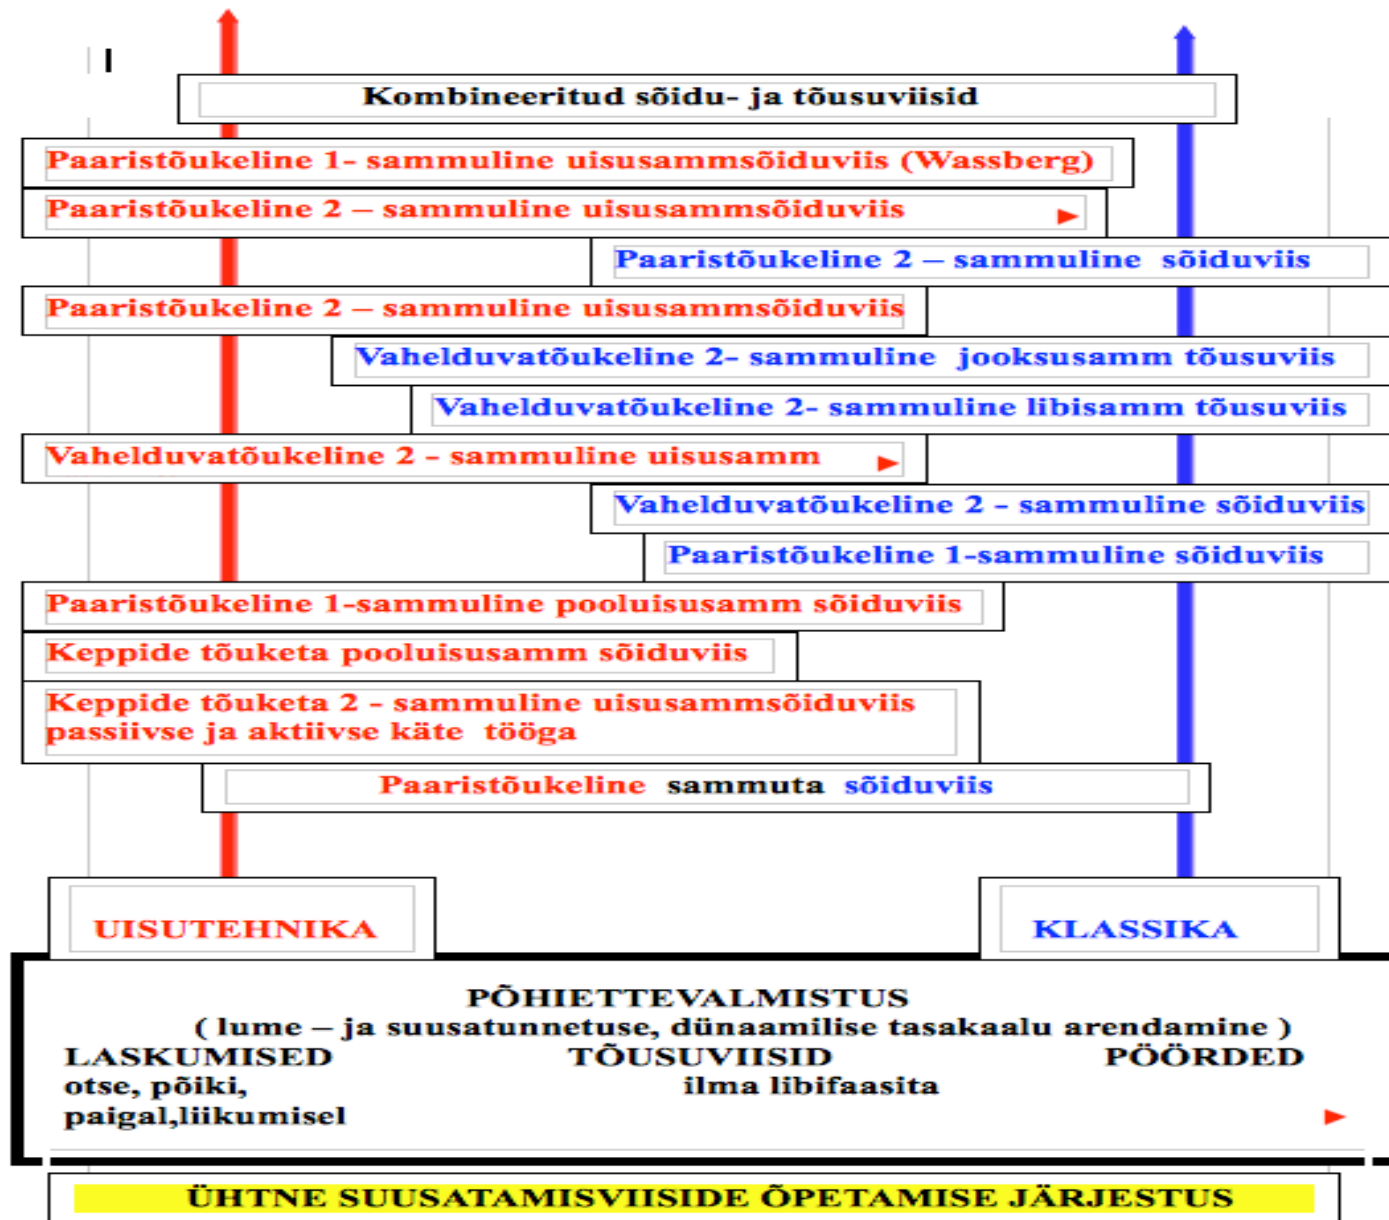 Kombineeritud sõidu- ja tõusuviisid
Paaristõukeline 1- sammuline uisusammsõiduviis (Wassberg)
Paaristõukeline 2 – sammuline uisusammsõiduviis
Paaristõukeline 2 – sammuline sõiduviis
Paaristõukeline 2 – sammuline uisusammsõiduviis
Vahelduvatõukeline 2- sammuline jooksusamm tõusuviis
Vahelduvatõukeline 2- sammuline libisamm tõusuviis
Vahelduvatõukeline 2 - sammuline uisusamm
Vahelduvatõukeline 2 - sammuline sõiduviis
Paaristõukeline 1-sammuline sõiduviis
Paaristõukeline 1-sammuline pooluisusamm sõiduviis
Keppide tõuketa pooluisusamm sõiduviis
Keppide tõuketa 2 - sammuline uisusammsõiduviis
passiivse ja aktiivse käte tööga
Paaristõukeline sammuta sõiduviis
UISUTEHNIKA KLASSIKA
PÕHIETTEVALMISTUS
( lume – ja suusatunnetuse, dünaamilise tasakaalu arendamine )
LASKUMISED TÕUSUVIISID PÖÖRDED
otse, põiki, ilma libifaasita
paigal,liikumisel
ÜHTNE SUUSATAMISVIISIDE ÕPETAMISE JÄRJESTUS